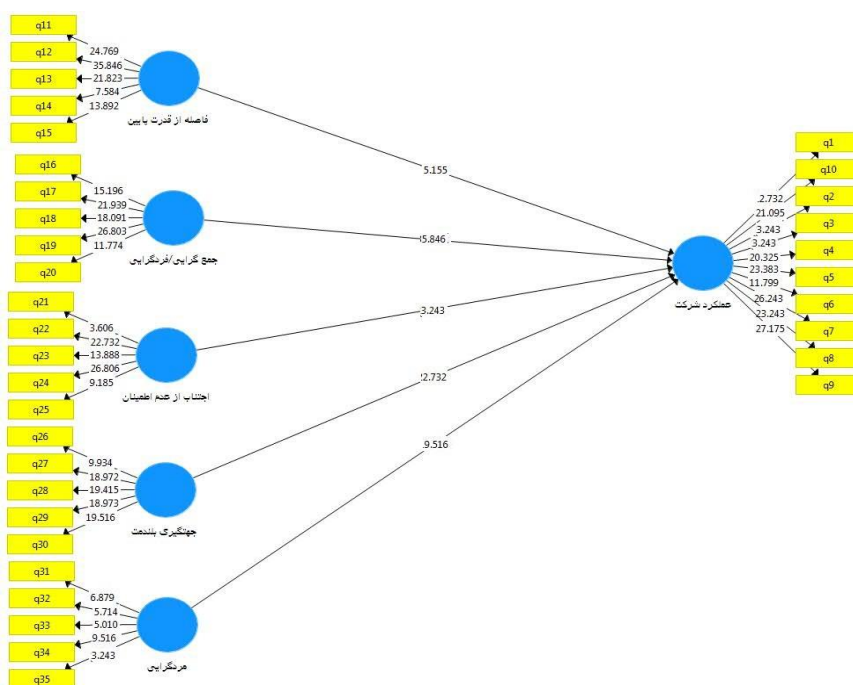 q11
q12
q13
q14
q15
24.769
35.846
21.823
7.584
13.892
فاصله از قدرت پایین
q16
q17
q18
q19
q20
15.196
21.939
18.091
26.803
11.774
جمع گرایی/فردگرایی
q21
q22
q23
q24
q25
3.606
22.732
13.888
26.806
9.185
اجتناب از عدم اطمینان
q26
q27
q28
q29
q30
9.934
18.972
19.415
18.973
19.516
جهتگیری بلندمت
q31
q32
q33
q34
q35
6.879
5.714
5.010
9.516
3.243
مردگرایی
5.155
5.846
3.243
2.732
9.516
عملکرد شرکت
2.732
21.095
3.243
3.243
20.325
23.383
11.799
26.243
23.243
27.175
q1
q10
q2
q3
q4
q5
q6
q7
q8
q9